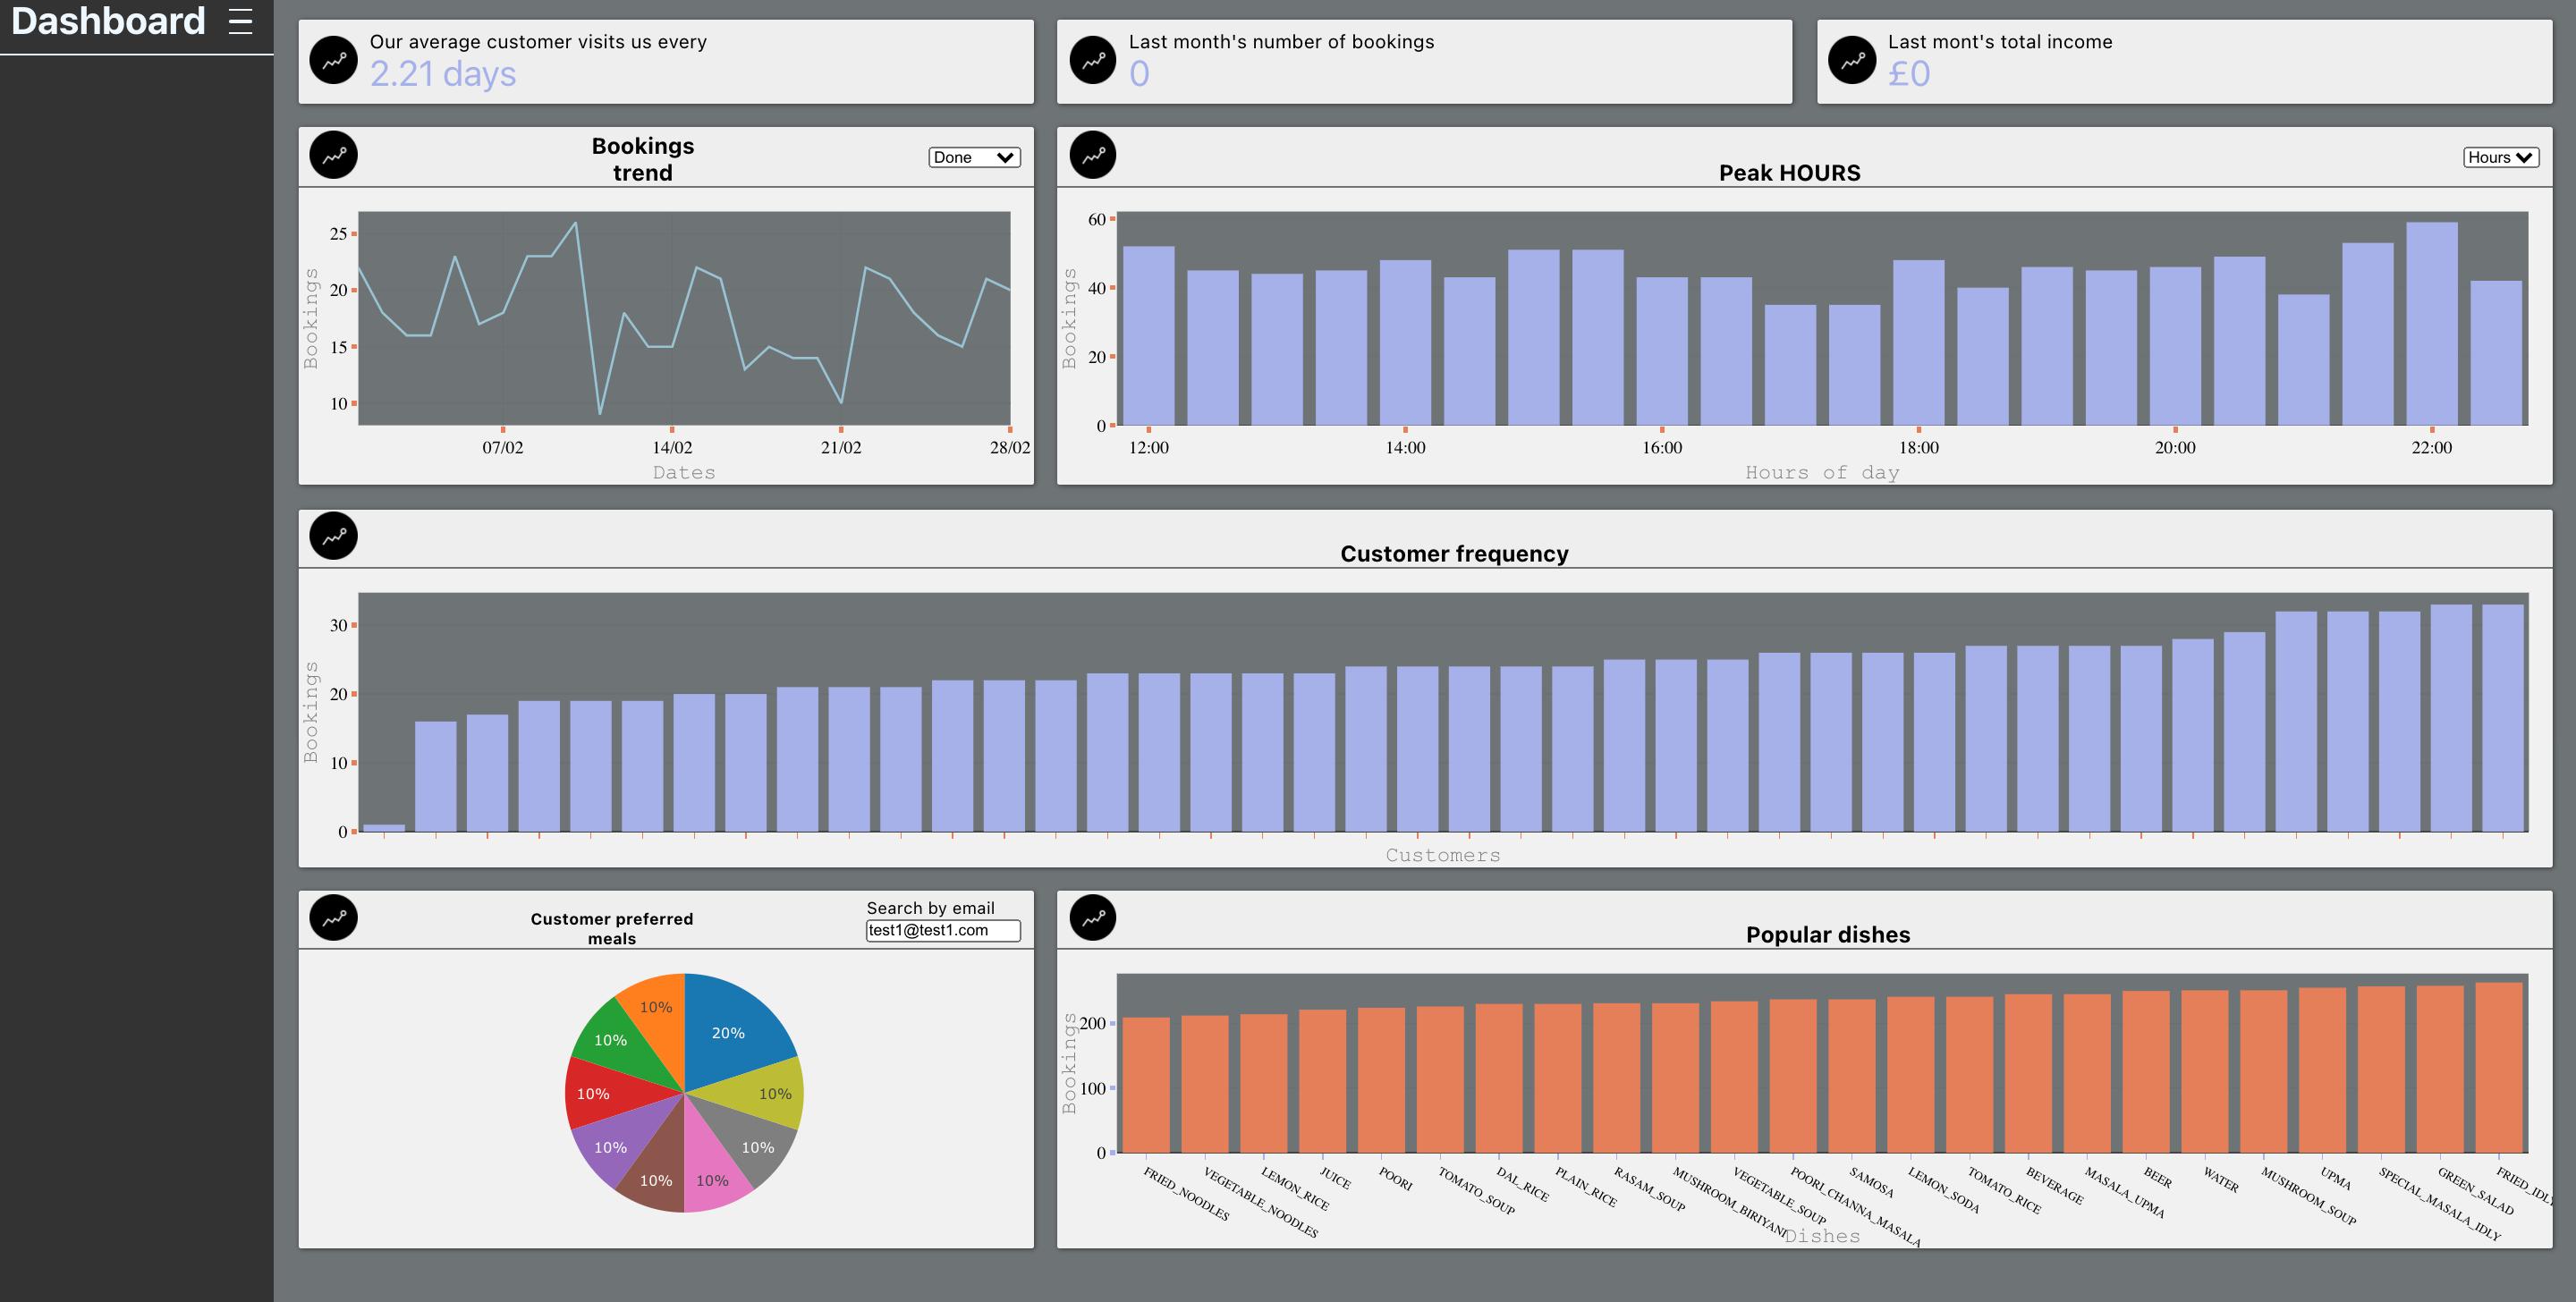 Dashboard
Our average customer visits us every
2.21 days
Last month's number of bookings
0
Last mont's total income
£0
Bookings
trend
Done
25
20
15
10
Bookings
07/02
14/02
21/02
28/02
Dates
Peak HOURS
Hours
60
40
20
0
Bookings
12:00
14:00
16:00
18:00
20:00
22:00
Hours of day
Customer frequency
30
20
10
0
Bookings
Customers
Customer preferred
meals
Search by email
test1@test1.com
10%
20%
10%
10%
10%
10%
10%
10%
10%
Popular dishes
200
100
0
Bookings
FRIED_NOODLES
VEGETABLE_NOODLES
LEMON_RICE
JUICE
POORI
TOMATO_SOUP
DAL_RICE
PLAIN_RICE
RASAM_SOUP
MUSHROOM_BIRIYANI
VEGETABLE_SOUP
POORI_CHANNA_MASALA
SAMOSA
LEMON_SODA
TOMATO_RICE
BEVERAGE
MASALA_UPMA
BEER
WATER
MUSHROOM_SOUP
UPMA
SPECIAL_MASALA_IDLY
GREEN_SALAD
FRIED_IDLY
Dishes